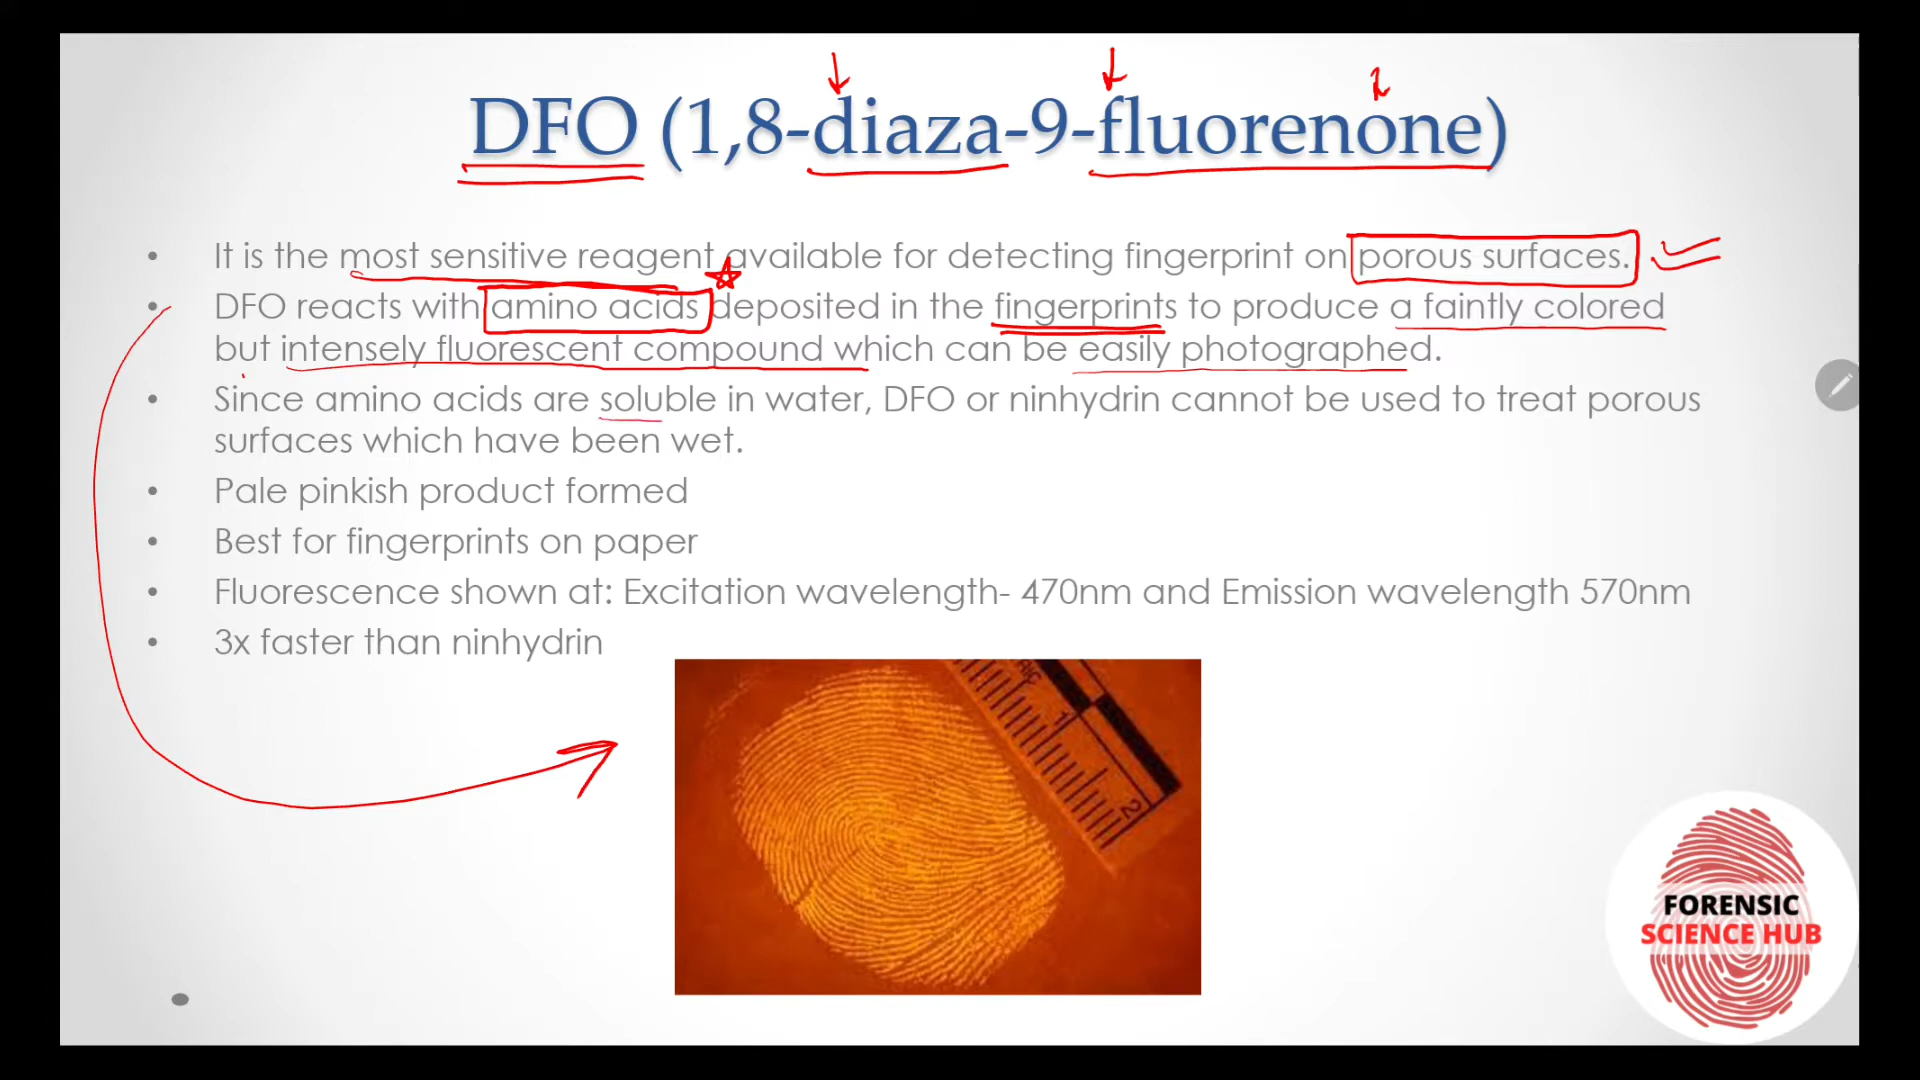 DFO (1,8-diaza-9-fluorenone)
• It is the most sensitive reagent available for detecting fingerprint on porous surfaces.
• DFO reacts with amino acids deposited in the fingerprints to produce a faintly colored
but intensely fluorescent compound which can be easily photographed.
• Since amino acids are soluble in water, DFO or ninhydrin cannot be used to treat porous
surfaces which have been wet.
• Pale pinkish product formed
• Best for fingerprints on paper
• Fluorescence shown at: Excitation wavelength- 470nm and Emission wavelength 570nm
• 3x faster than ninhydrin
RIC
1
2
FORENSIC
SCIENCE HUB